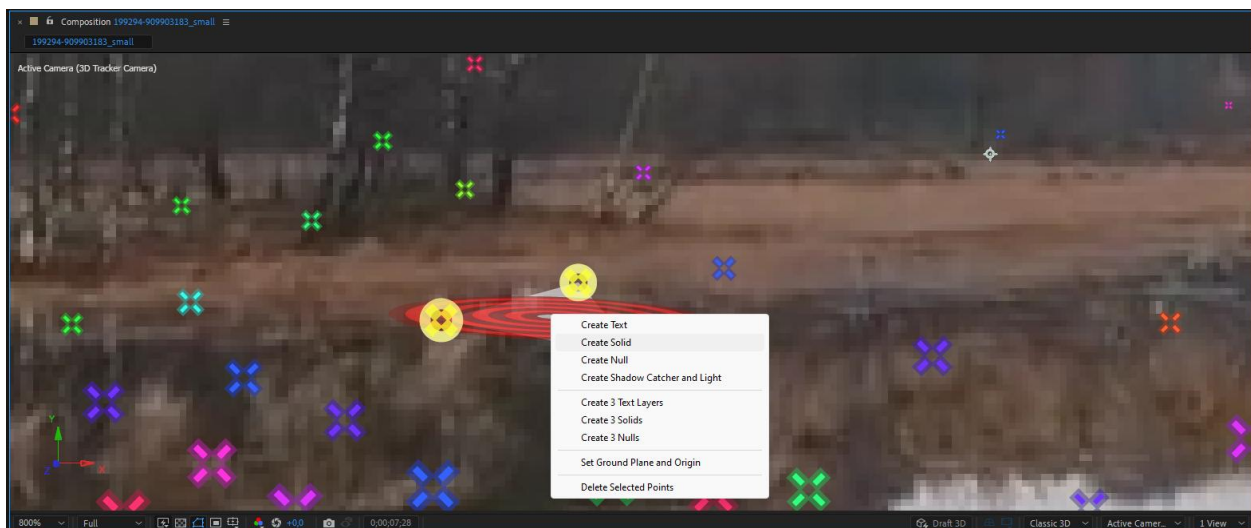 Composition 199294-909903183_small
199294-909903183_small
Active Camera (3D Tracker Camera)
Create Text
Create Solid
Create Null
Create Shadow Catcher and Light
Create 3 Text Layers
Create 3 Solids
Create 3 Nulls
Set Ground Plane and Origin
Delete Selected Points
Y
Z X
800% Full +0,0 0;00;07;28 Draft 3D Classic 3D Active Came... 1 View